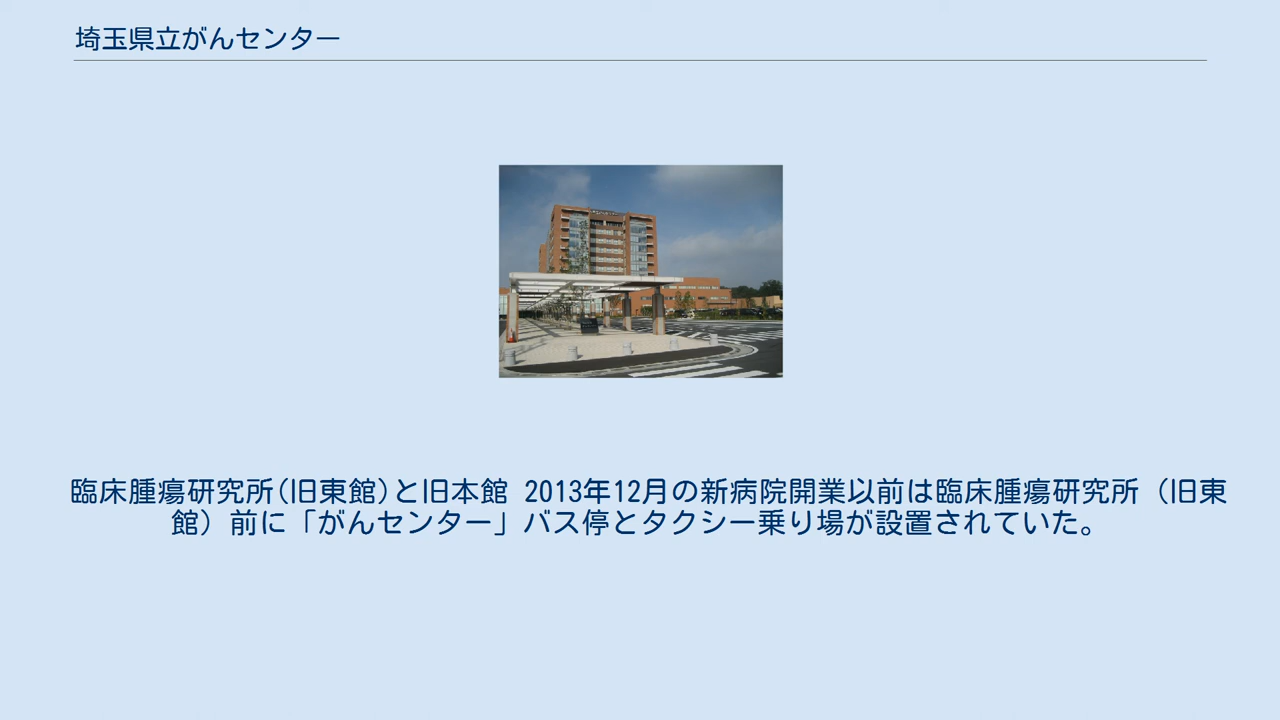 埼玉県立がんセンター
臨床腫瘍研究所(旧東館)と旧本館 2013年12月の新病院開業以前は臨床腫瘍研究所（旧東
館）前に「がんセンター」バス停とタクシー乗り場が設置されていた。